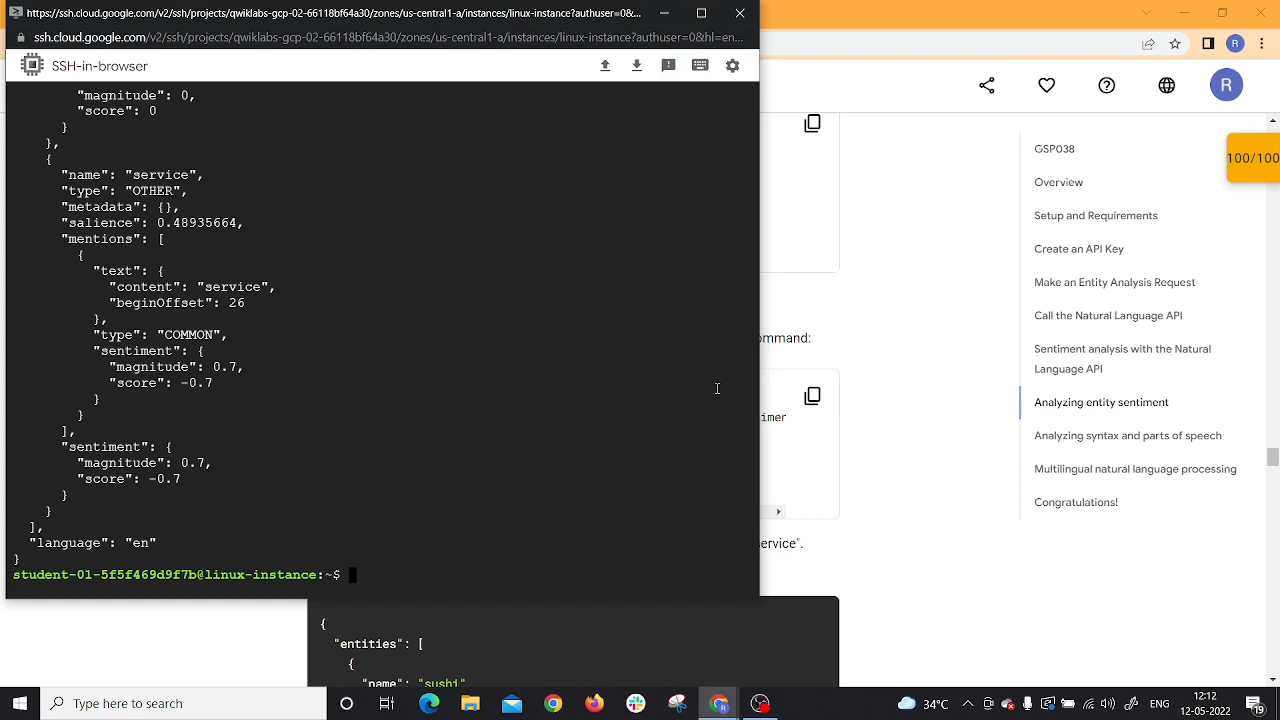 https://ssh.cloud.google.com/v2/ssh/projects/qwiklabs-gcp-02-66118bf64a30/zones/us-central1-a/instances/linux-instance?authuser=0&...
ssh.cloud.google.com/v2/ssh/projects/qwiklabs-gcp-02-66118bf64a30/zones/us-central1-a/instances/linux-instance?authuser=0&hl=en...
R
SSH-in-browser
R
"magnitude": 0,
"score": 0
}
},
{
"name": "service",
"type": "OTHER",
"metadata": {},
"salience": 0.48935664,
"mentions": [
{
"text": {
"content": "service",
"beginOffset": 26
},
"type": "COMMON",
"sentiment": {
"magnitude": 0.7,
"score": -0.7
}
}
],
"sentiment": {
"magnitude": 0.7,
"score": -0.7
}
}
],
"language": "en"
}
student-01-5f5f469d9f7b@linux-instance:~$
ommand:
imer
ervice".
{
"entities": [
{
"name": "sushi"
GSP038
100/100
Overview
Setup and Requirements
Create an API Key
Make an Entity Analysis Request
Call the Natural Language API
Sentiment analysis with the Natural
Language API
Analyzing entity sentiment
Analyzing syntax and parts of speech
Multilingual natural language processing
Congratulations!
Type here to search
34°C
ENG
12:12
12-05-2022